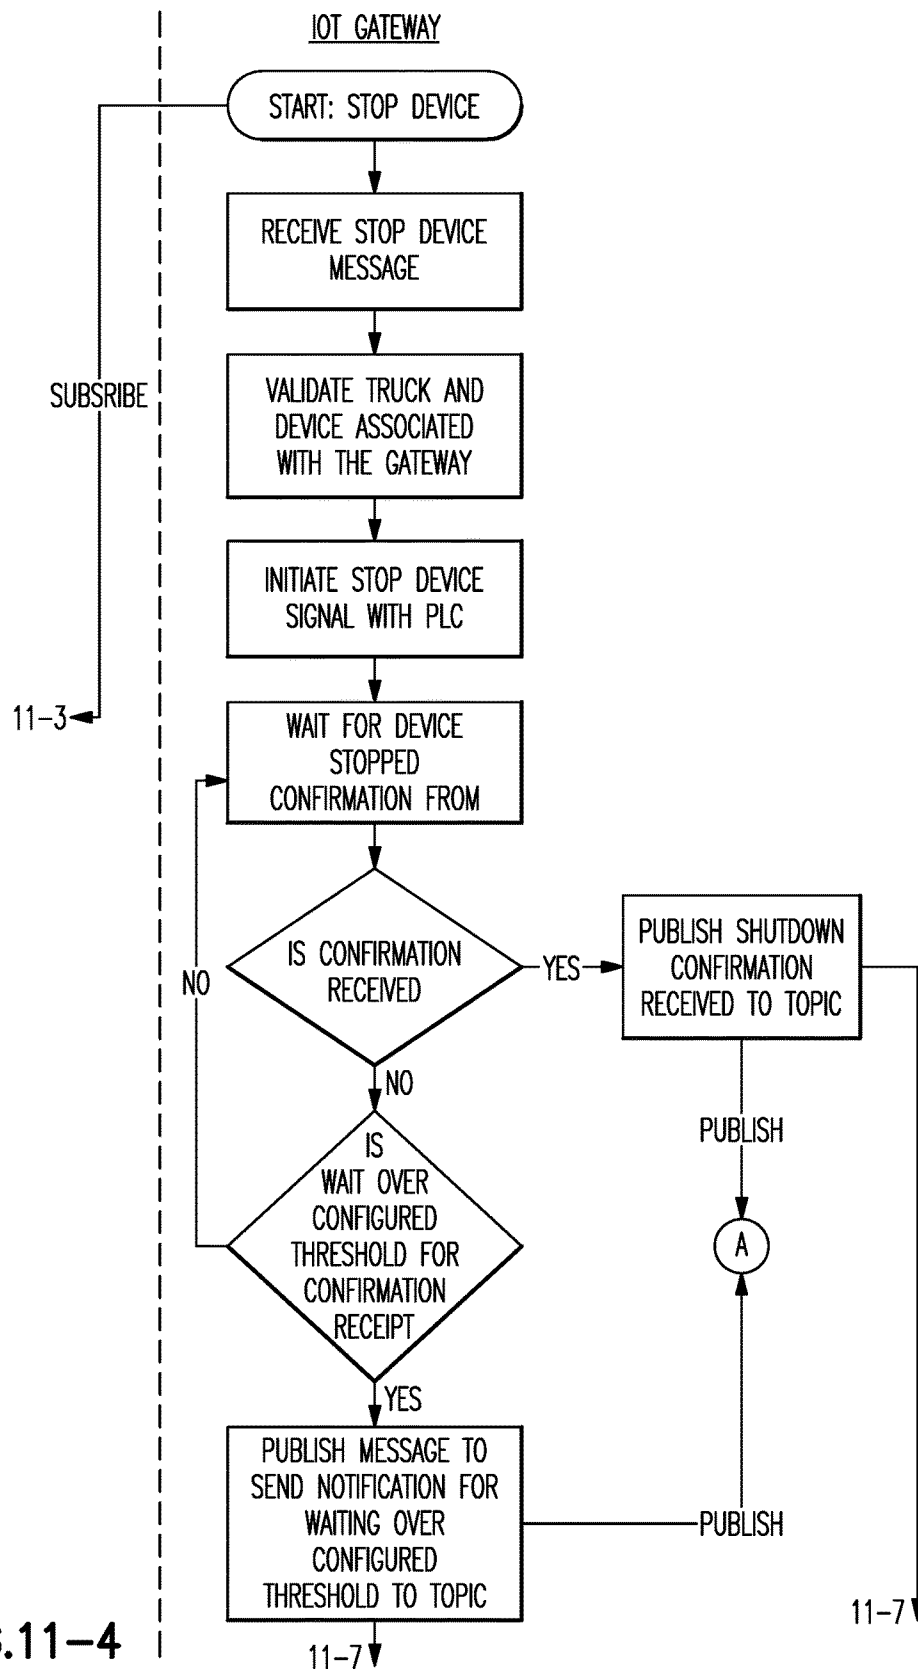 IOT GATEWAY
START: STOP DEVICE
RECEIVE STOP DEVICE
MESSAGE
SUBSRIBE
VALIDATE TRUCK AND
DEVICE ASSOCIATED
WITH THE GATEWAY
INITIATE STOP DEVICE
SIGNAL WITH PLC
11-3
WAIT FOR DEVICE
STOPPED
CONFIRMATION FROM
IS CONFIRMATION
RECEIVED
YES
PUBLISH SHUTDOWN
CONFIRMATION
RECEIVED TO TOPIC
NO
NO
PUBLISH
IS
WAIT OVER
CONFIGURED
THRESHOLD FOR
CONFIRMATION
RECEIPT
A
YES
PUBLISH MESSAGE TO
SEND NOTIFICATION FOR
WAITING OVER
CONFIGURED
THRESHOLD TO TOPIC
PUBLISH
11-7
.11-4
11-7